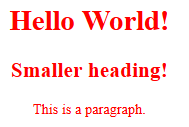 Hello World!
Smaller heading!
This is a paragraph.